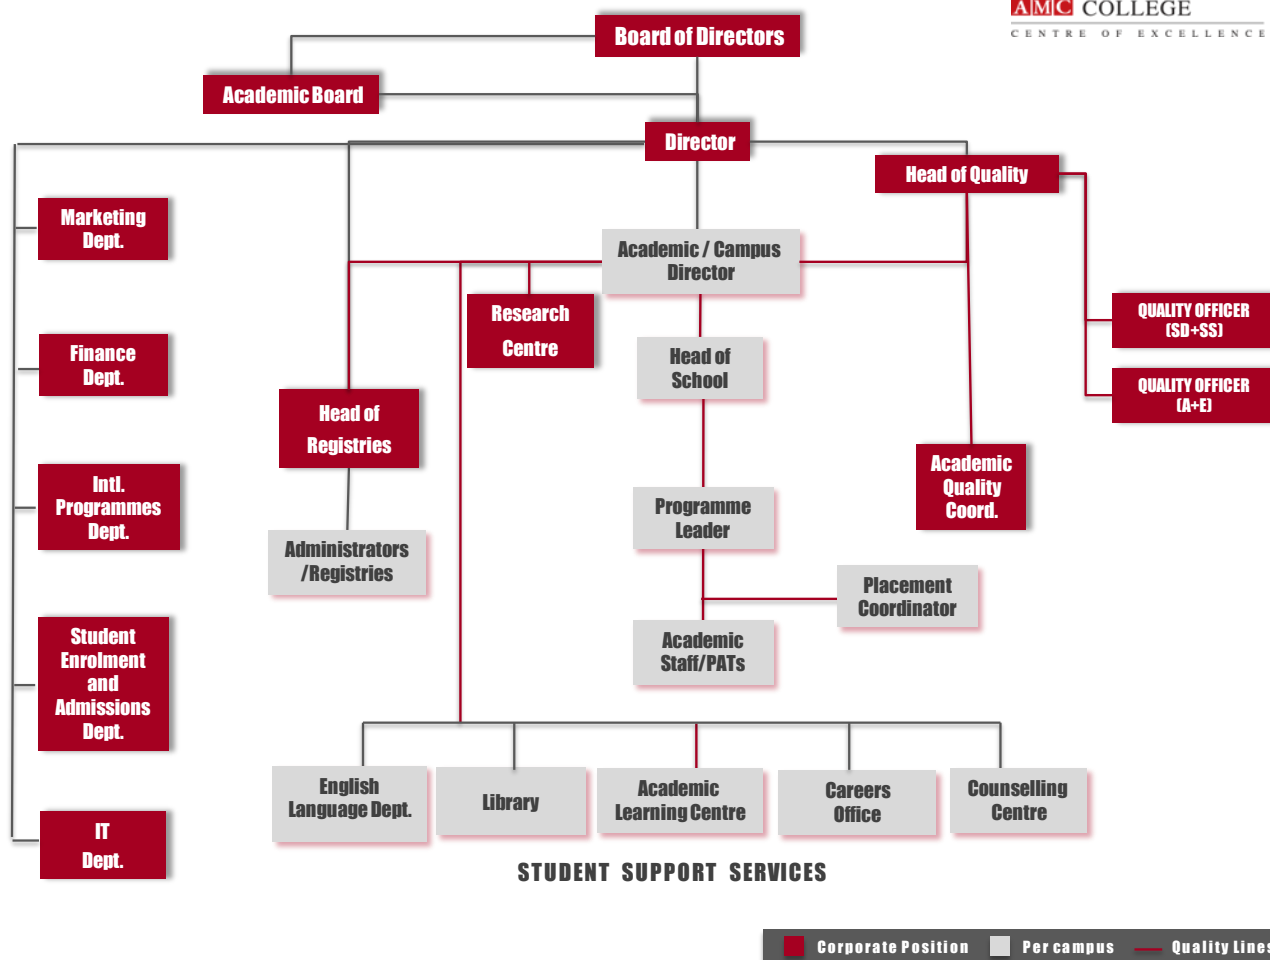 AMC COLLEGE
CENTRE OF EXCELLENCE
Board of Directors
Academic Board
Director
Head of Quality
Marketing
Dept.
Academic / Campus
Director
Research
Centre
QUALITY OFFICER
(SD+SS)
Finance
Dept.
Head of
School
QUALITY OFFICER
(A+E)
Head of
Registries
Academic
Quality
Coord.
Intl.
Programmes
Dept.
Programme
Leader
Administrators
/Registries
Placement
Coordinator
Student
Enrolment
and
Admissions
Dept.
Academic
Staff/PATs
English
Language Dept.
Library
Academic
Learning Centre
Careers
Office
Counselling
Centre
IT
Dept.
STUDENT SUPPORT SERVICES
Corporate Position
Per campus
Quality Lines